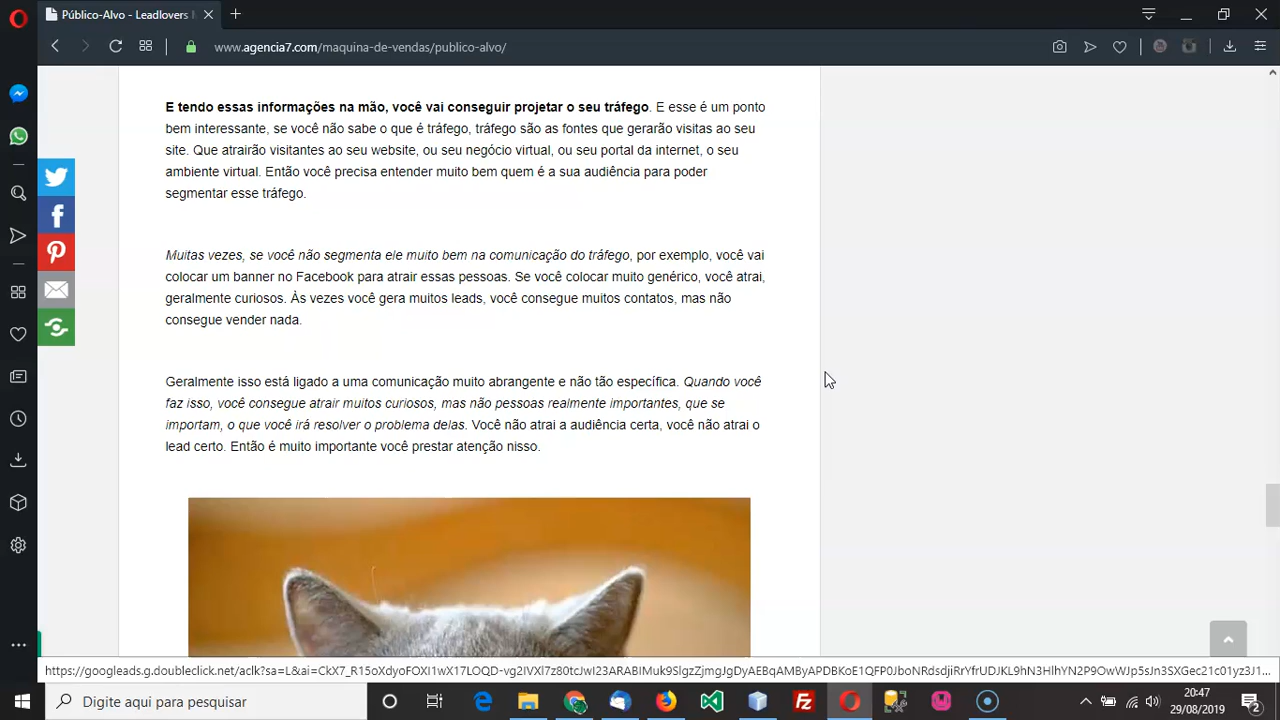 Público-Alvo - Leadlovers
www.agencia7.com/maquina-de-vendas/publico-alvo/
E tendo essas informações na mão, você vai conseguir projetar o seu tráfego. E esse é um ponto
bem interessante, se você não sabe o que é tráfego, tráfego são as fontes que gerarão visitas ao seu
site. Que atrairão visitantes ao seu website, ou seu negócio virtual, ou seu portal da internet, o seu
ambiente virtual. Então você precisa entender muito bem quem é a sua audiência para poder
segmentar esse tráfego.
Muitas vezes, se você não segmenta ele muito bem na comunicação do tráfego, por exemplo, você vai
colocar um banner no Facebook para atrair essas pessoas. Se você colocar muito genérico, você atrai,
geralmente curiosos. Às vezes você gera muitos leads, você consegue muitos contatos, mas não
consegue vender nada.
Geralmente isso está ligado a uma comunicação muito abrangente e não tão específica. Quando você
faz isso, você consegue atrair muitos curiosos, mas não pessoas realmente importantes, que se
importam, o que você irá resolver o problema delas. Você não atrai a audiência certa, você não atrai o
lead certo. Então é muito importante você prestar atenção nisso.
Digite aqui para pesquisar
20:47
29/08/2019
2